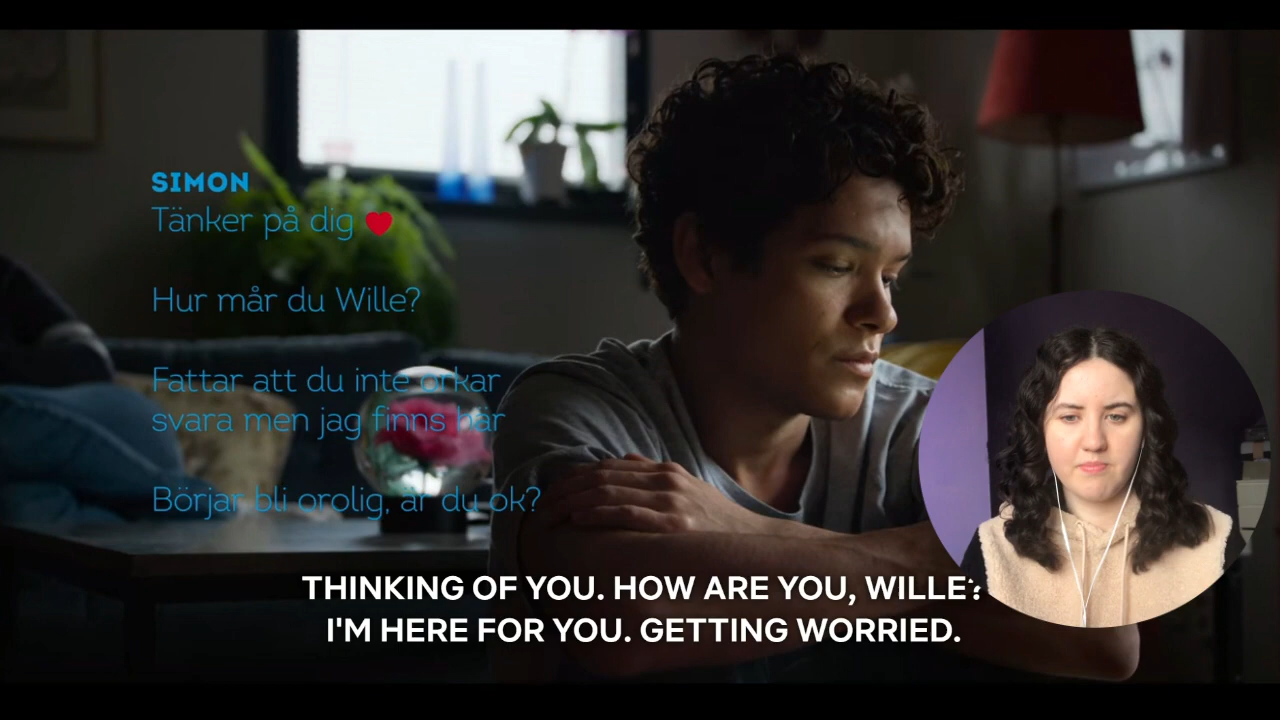 SIMON
Tänker på dig ❤
Hur mår du Wille?
Fattar att du inte orkar
svara men jag finns här
Börjar bli orolig, är du ok?
THINKING OF YOU. HOW ARE YOU, WILLE?
I'M HERE FOR YOU. GETTING WORRIED.